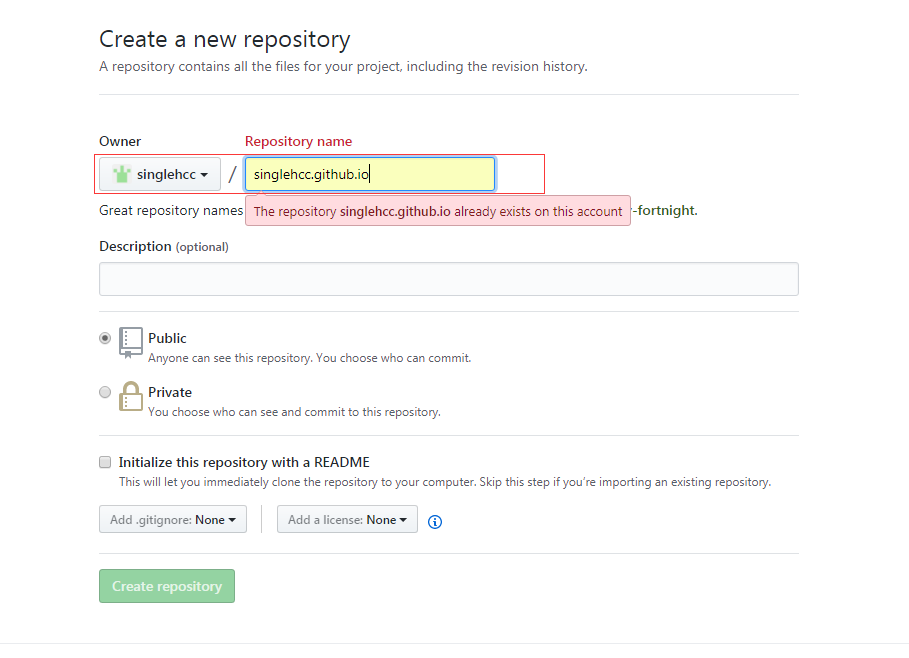 Create a new repository
A repository contains all the files for your project, including the revision history.
Owner Repository name
singlehcc / singlehcc.github.io
Great repository names -fortnight.
The repository singlehcc.github.io already exists on this account
Description (optional)
Public
Anyone can see this repository. You choose who can commit.
Private
You choose who can see and commit to this repository.
Initialize this repository with a README
This will let you immediately clone the repository to your computer. Skip this step if you’re importing an existing repository.
Add .gitignore: None Add a license: None
Create repository